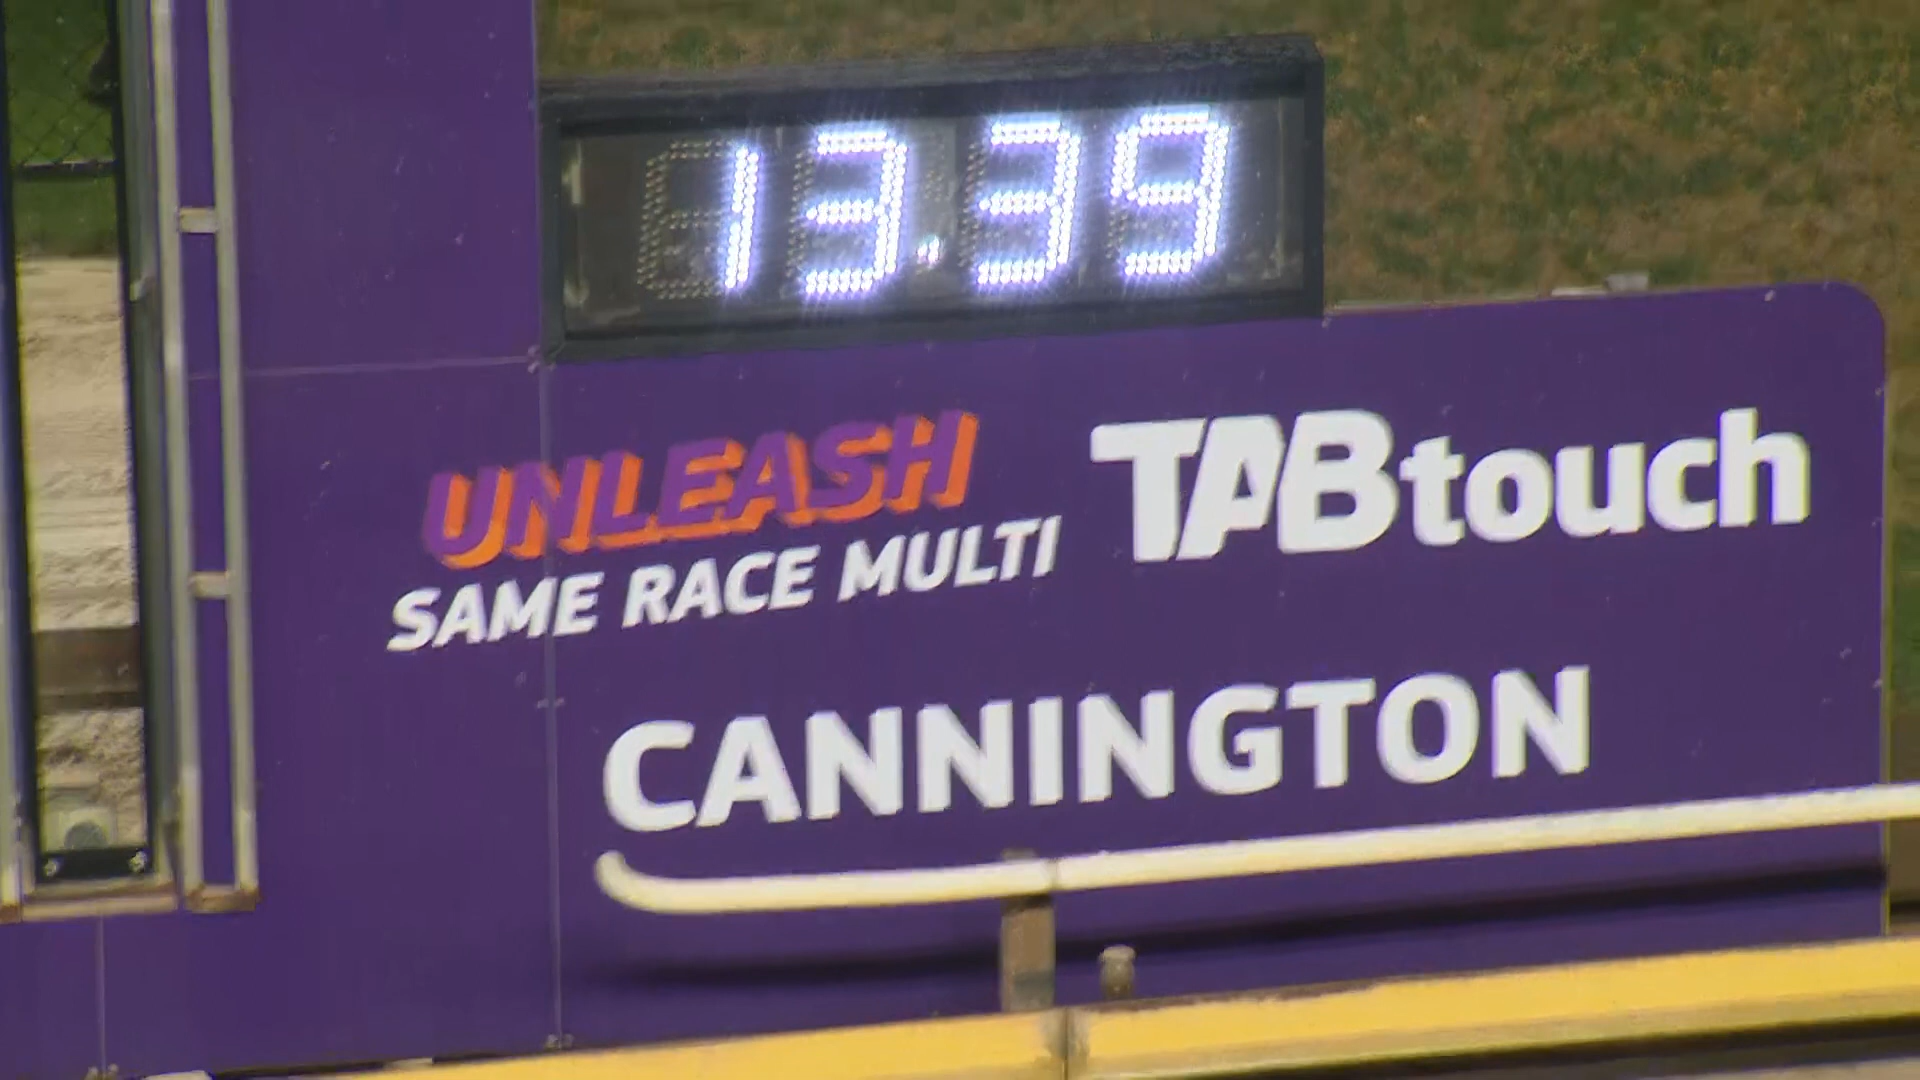 13.39
UNLEASH
SAME RACE MULTI
TABtouch
CANNINGTON